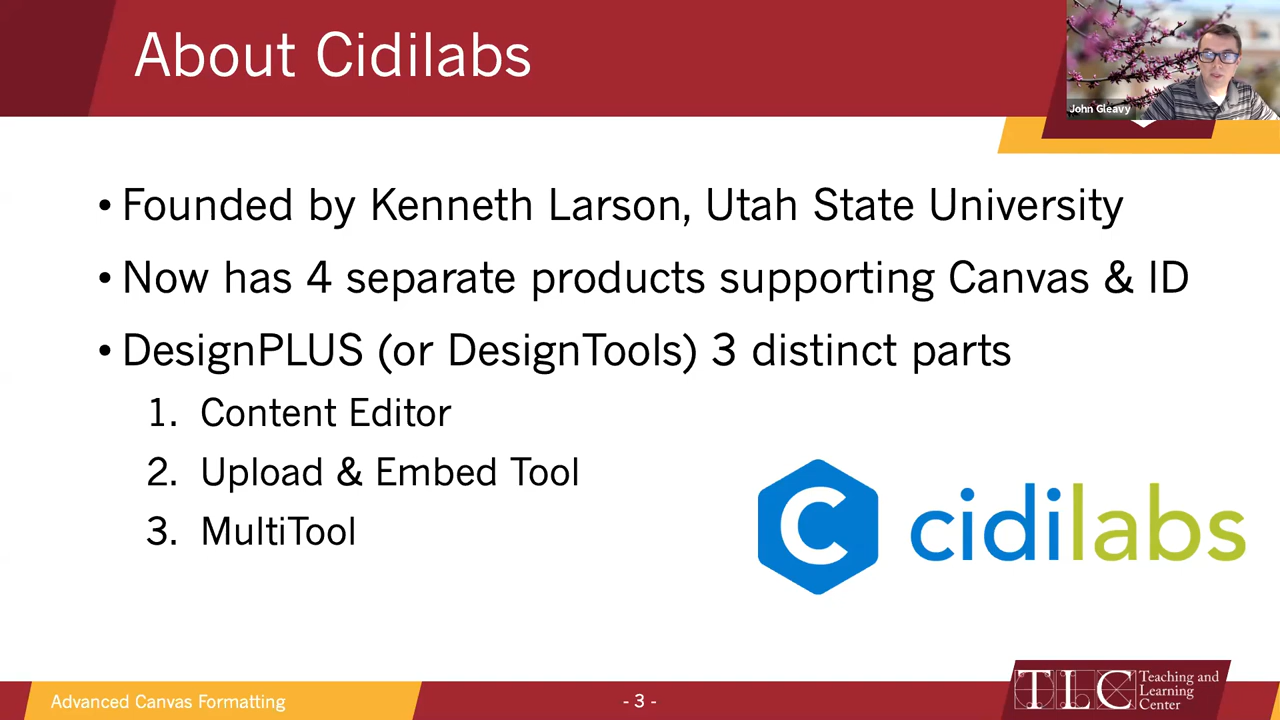 About Cidilabs
John Gleavy
• Founded by Kenneth Larson, Utah State University
• Now has 4 separate products supporting Canvas & ID
• DesignPLUS (or DesignTools) 3 distinct parts
1. Content Editor
2. Upload & Embed Tool
3. MultiTool
C cidilabs
Advanced Canvas Formatting
- 3 -
TLC Teaching and
Learning
Center